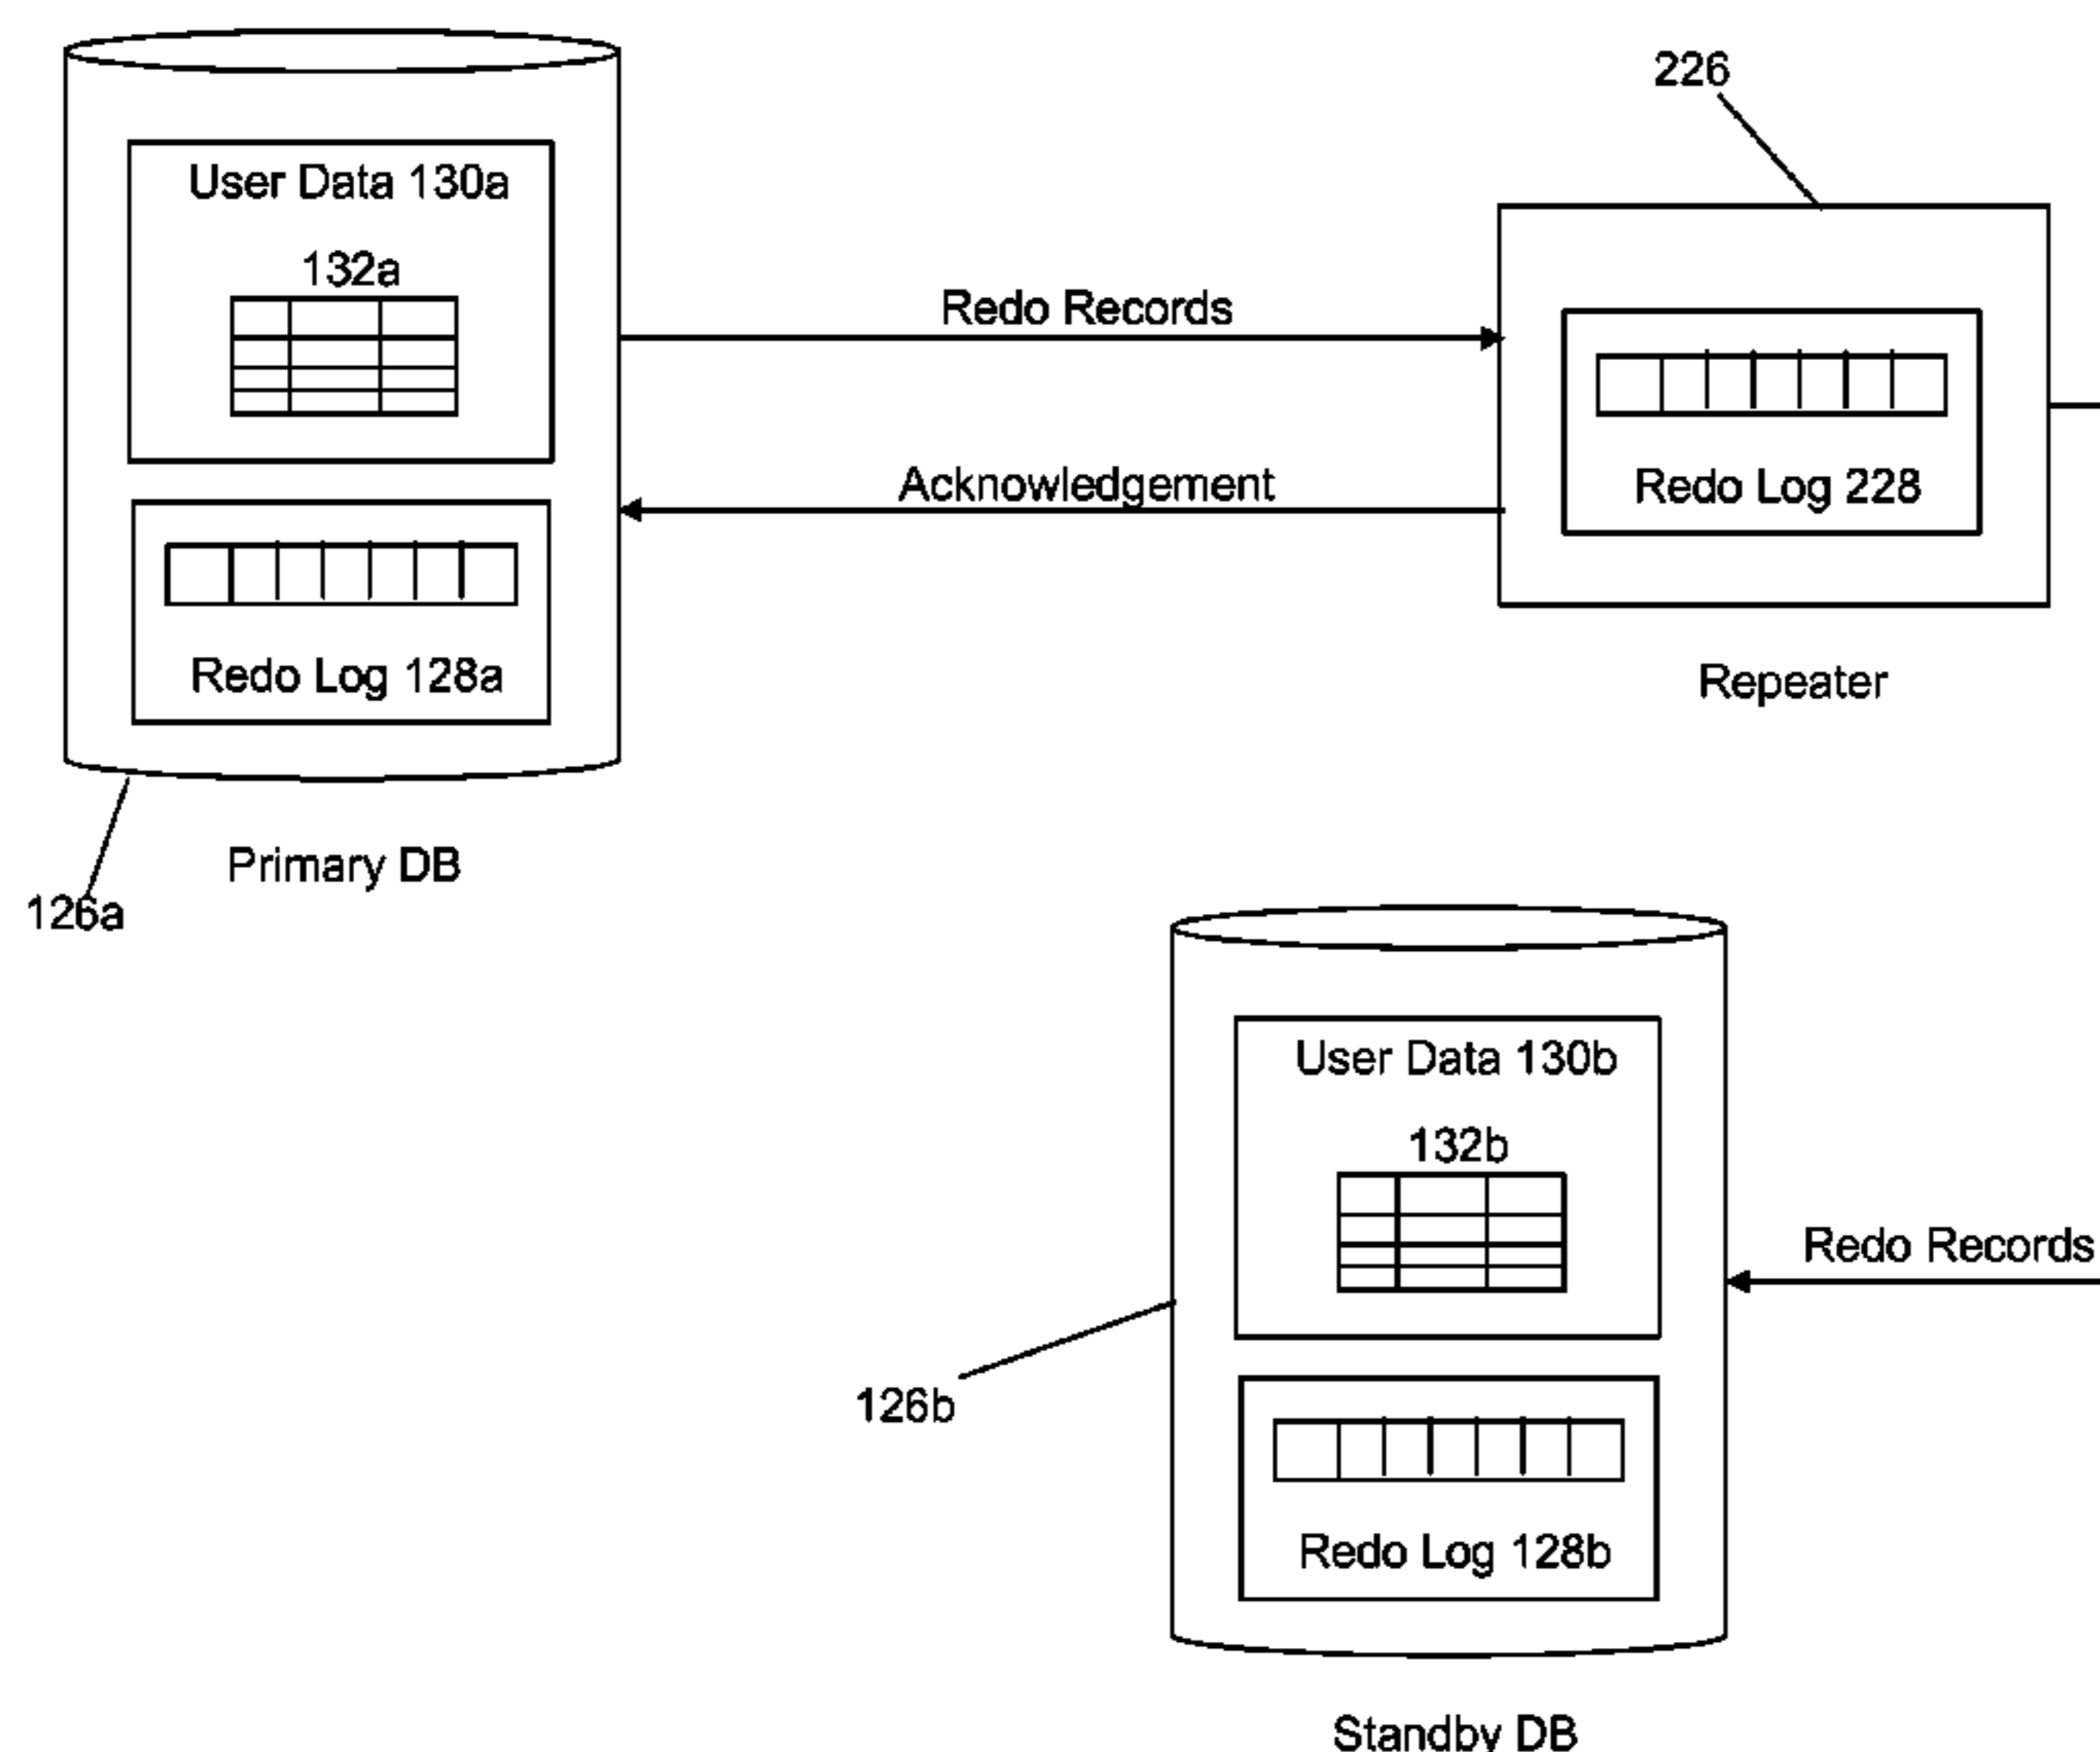 226
User Data 130a
132a
Redo Records
Acknowledgement
Redo Log 228
Redo Log 128a
Repeater
Primary DB
126a
User Data 130b
132b
Redo Records
126b
Redo Log 128b
Standby DB